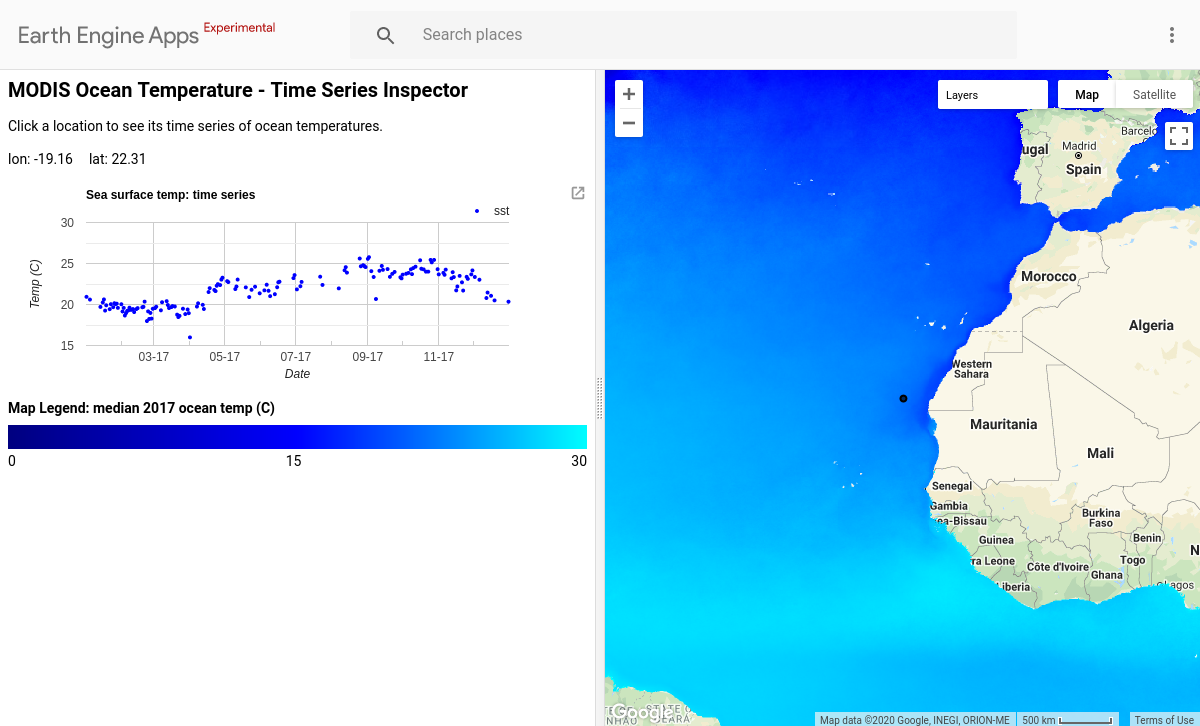 Earth Engine Apps Experimental
Search places
MODIS Ocean Temperature - Time Series Inspector
Click a location to see its time series of ocean temperatures.
lon: -19.16 lat: 22.31
Sea surface temp: time series
sst
30
25
20
15
Temp (C)
03-17 05-17 07-17 09-17 11-17
Date
Map Legend: median 2017 ocean temp (C)
0 15 30
+
−
Layers
Map Satellite
Barcelo
ugal
Madrid
Spain
Morocco
Algeria
Western
Sahara
Mauritania
Mali
Senegal
Gambia
ea-Bissau
Burkina
Faso
Guinea
Benin
N
rra Leone
Togo
Côte d'Ivoire
Ghana
Liberia
Lagos
Google
STATE OF
CEARÁ
Map data ©2020 Google, INEGI, ORION-ME 500 km Terms of Use